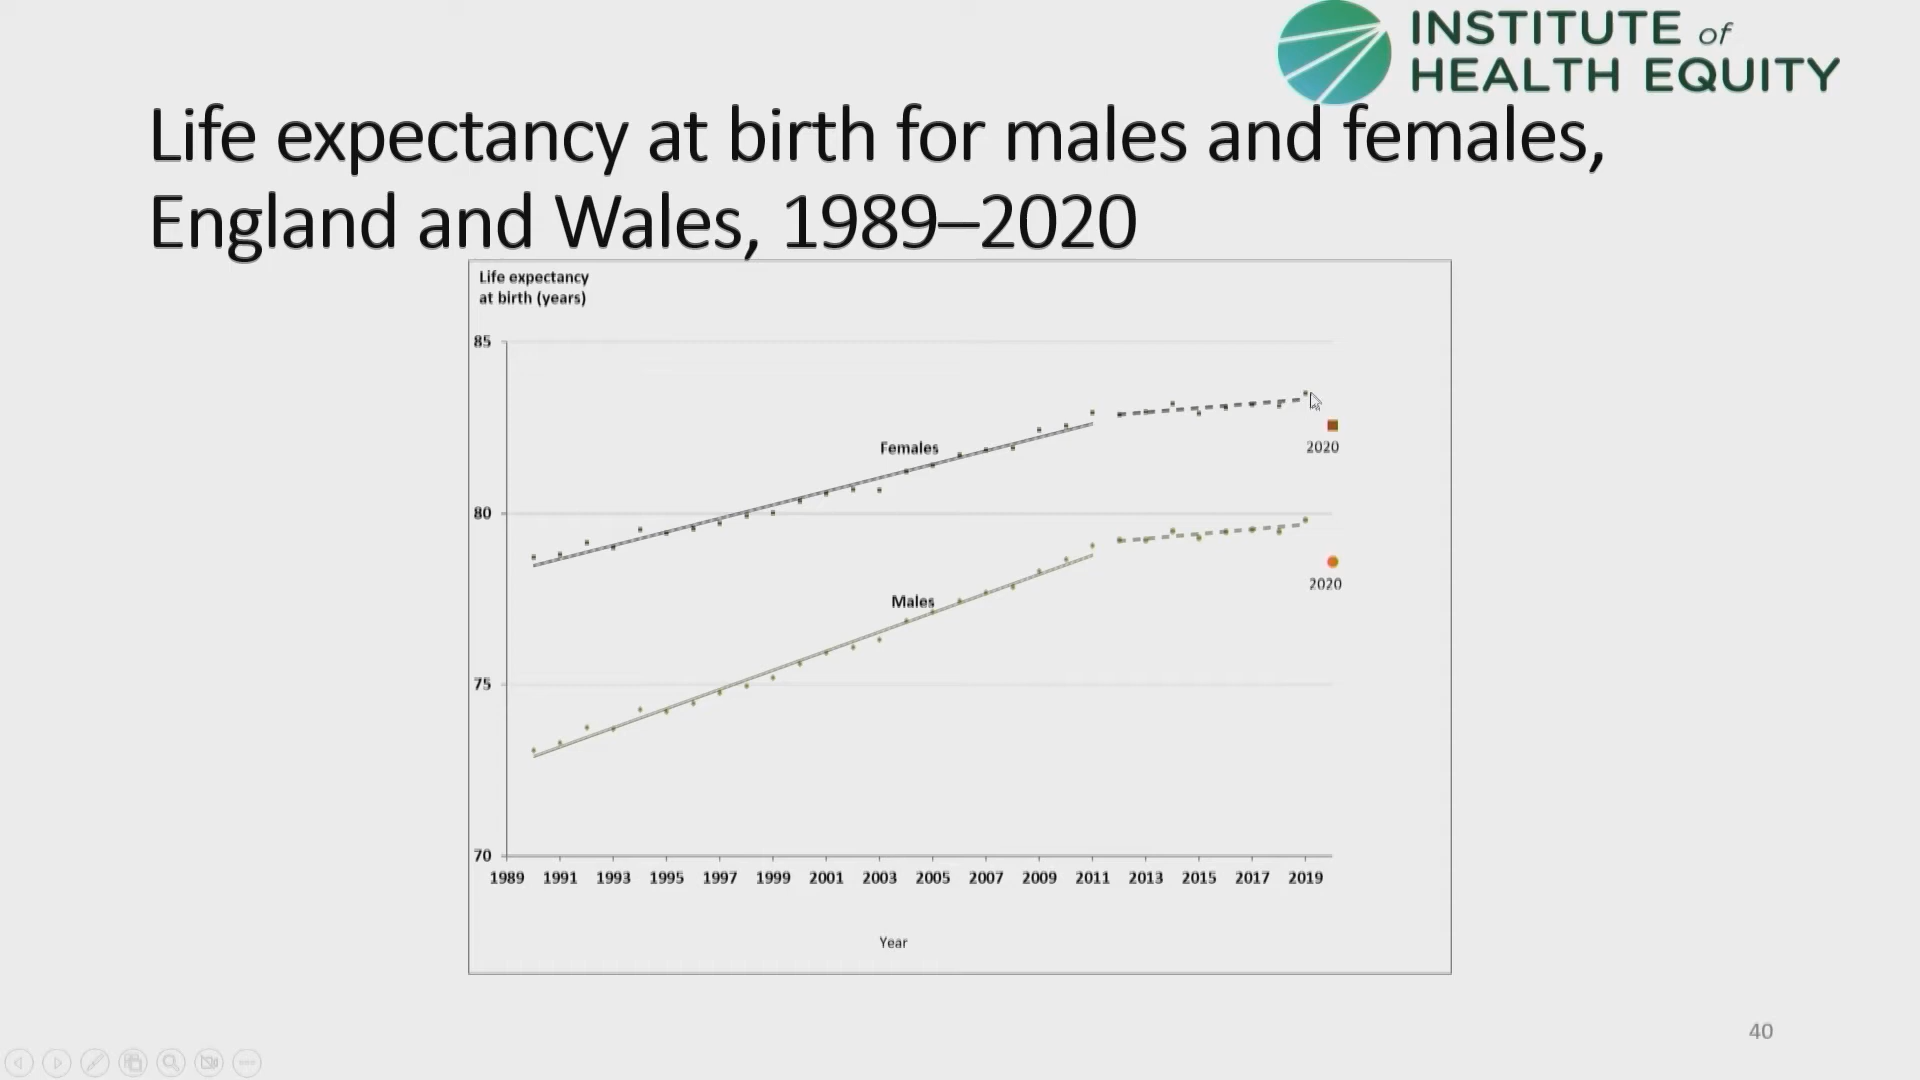 INSTITUTE of
HEALTH EQUITY
Life expectancy at birth for males and females,
England and Wales, 1989–2020
Life expectancy
at birth (years)
85
80
75
70
Females
Males
2020
2020
1989 1991 1993 1995 1997 1999 2001 2003 2005 2007 2009 2011 2013 2015 2017 2019
Year
40